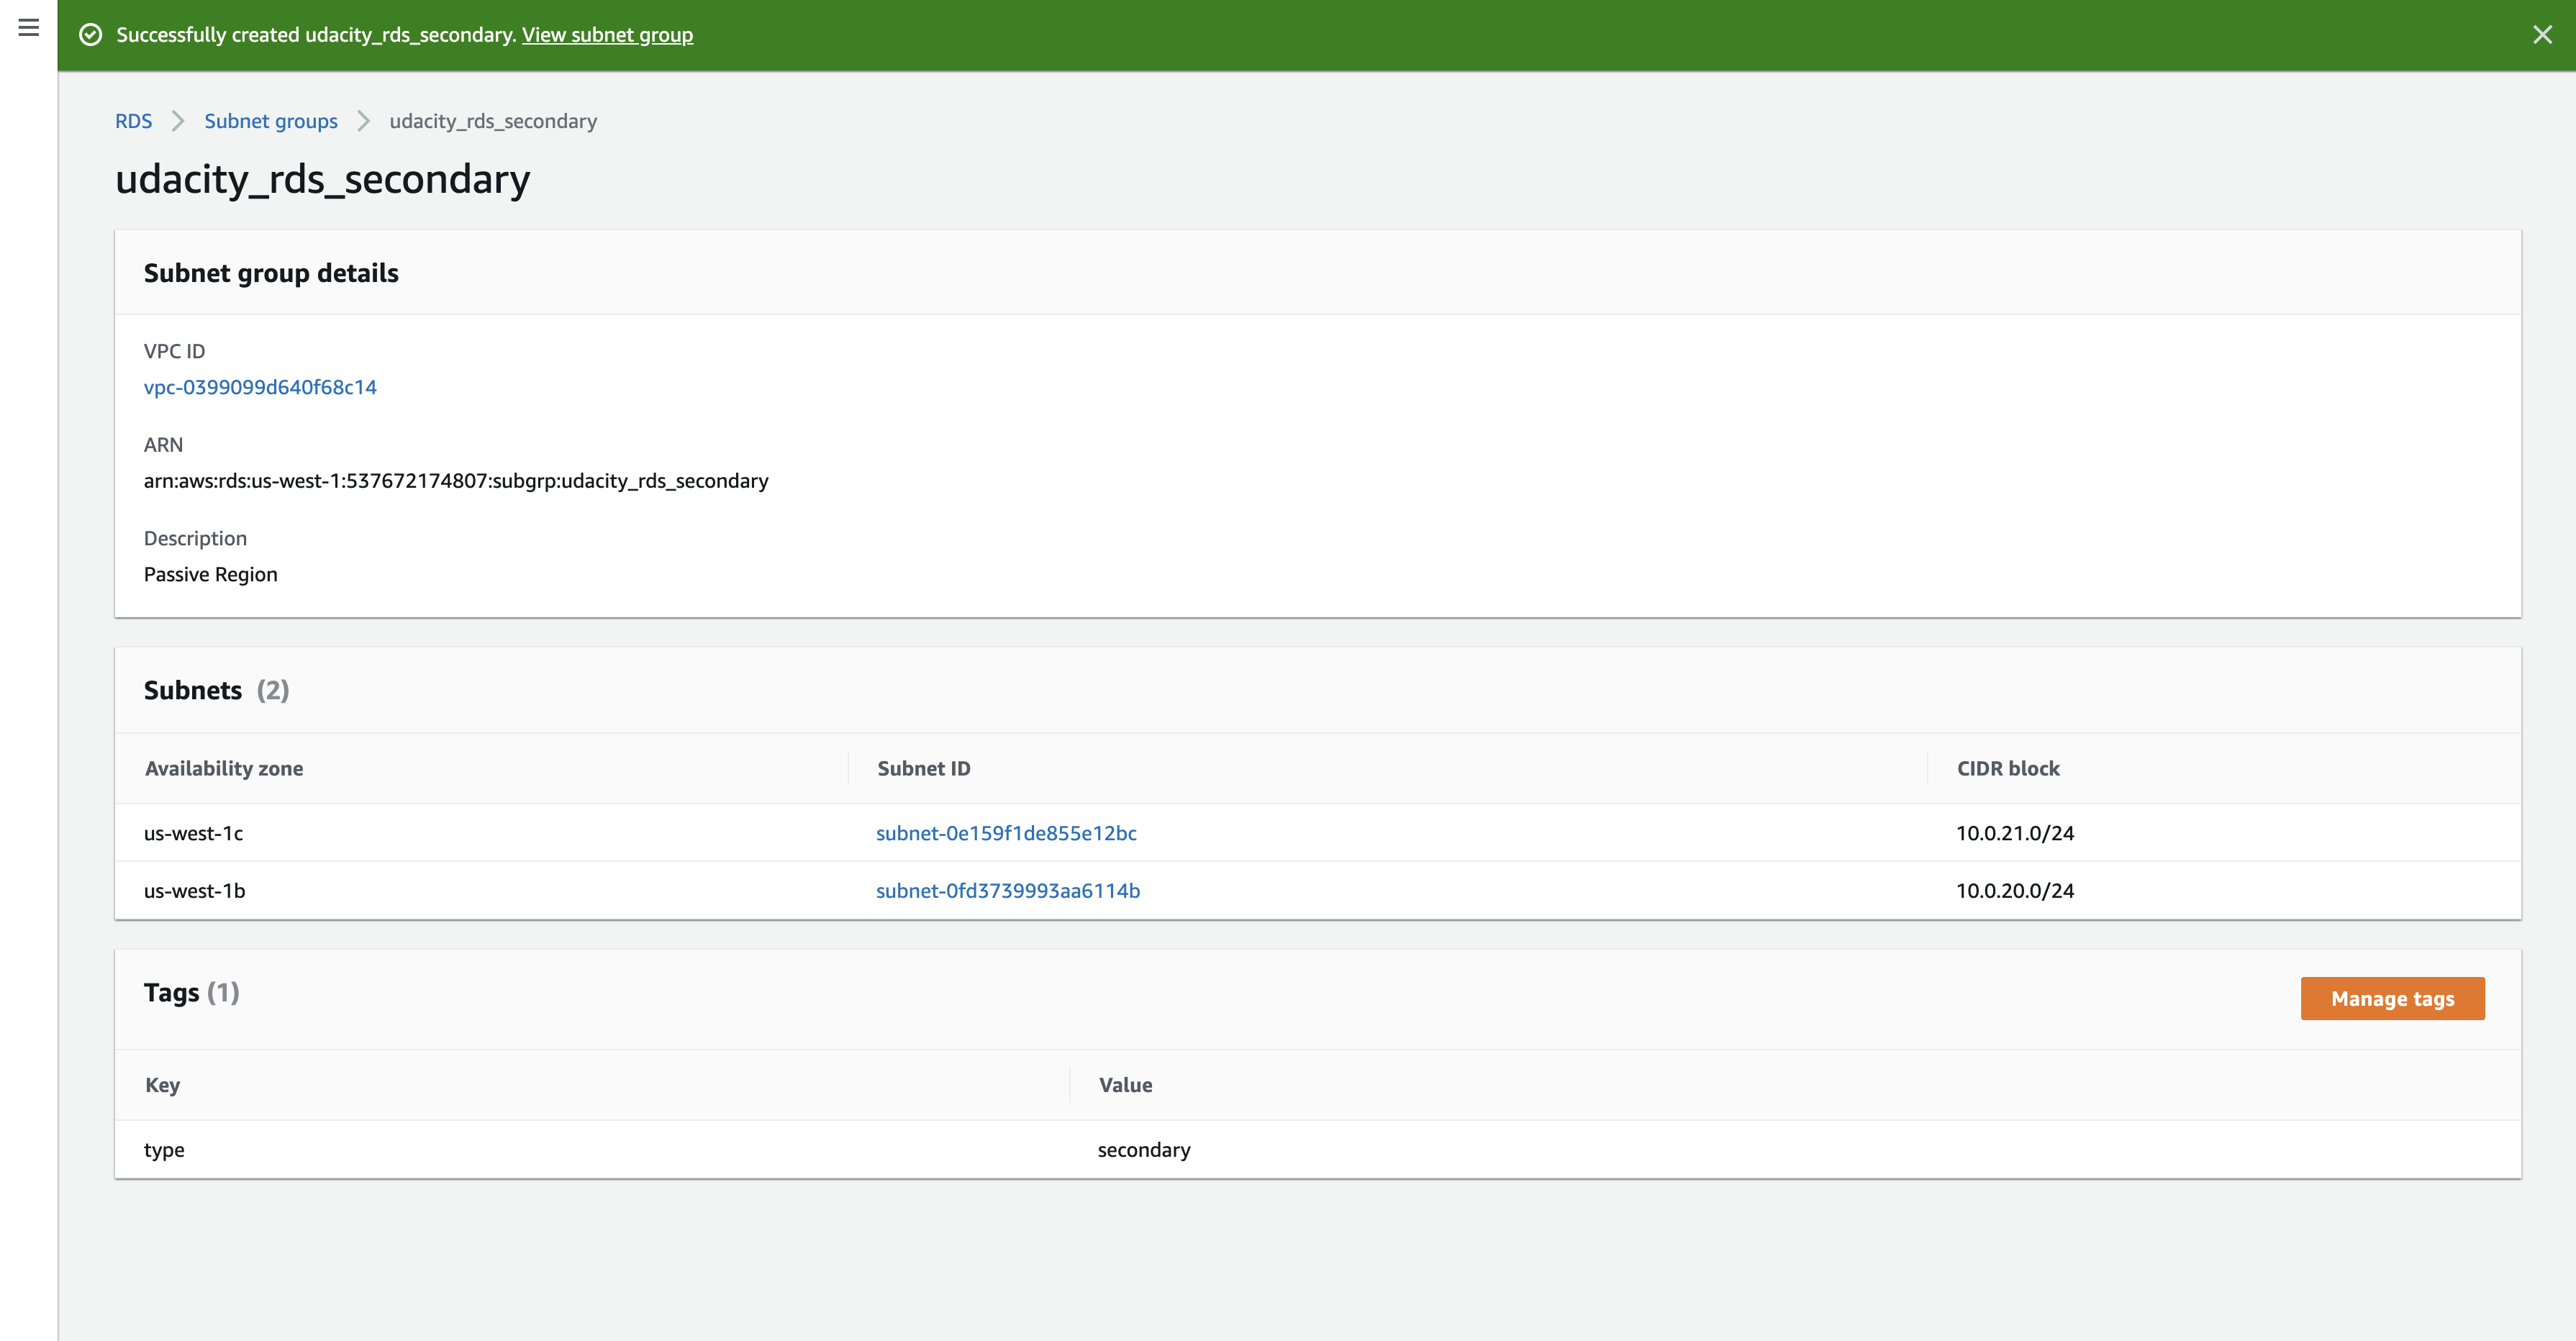 Successfully created udacity_rds_secondary. View subnet group
RDS > Subnet groups > udacity_rds_secondary
udacity_rds_secondary
Subnet group details
VPC ID
vpc-0399099d640f68c14
ARN
arn:aws:rds:us-west-1:537672174807:subgrp:udacity_rds_secondary
Description
Passive Region
Subnets (2)
Availability zone Subnet ID CIDR block
us-west-1c subnet-0e159f1de855e12bc 10.0.21.0/24
us-west-1b subnet-0fd3739993aa6114b 10.0.20.0/24
Tags (1) Manage tags
Key Value
type secondary